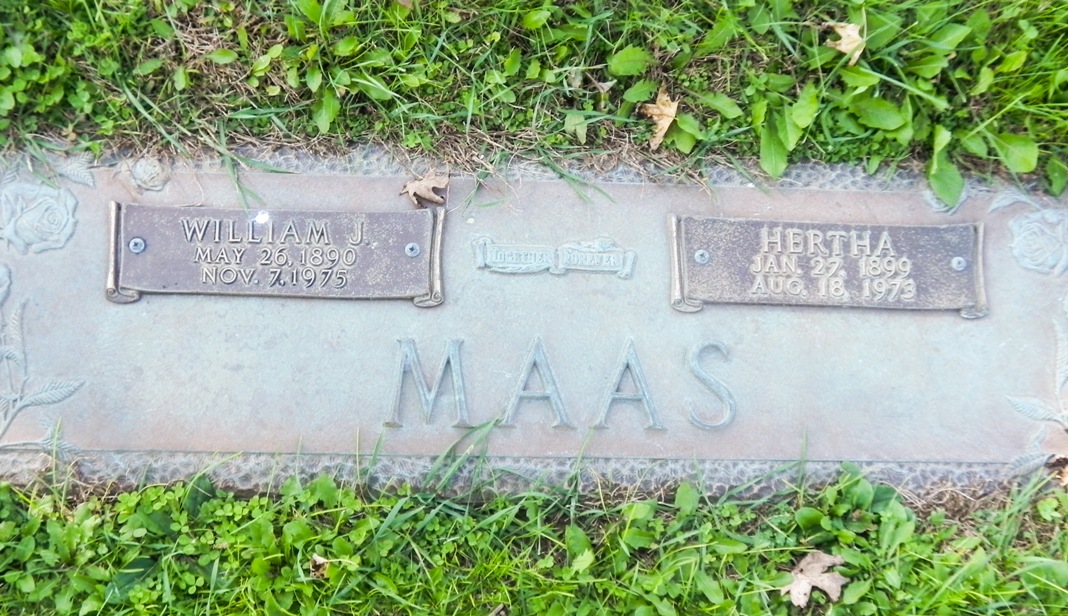 WILLIAM J.
MAY 26, 1890
NOV. 7, 1975
TOGETHER FOREVER
HERTHA
JAN. 27, 1899
AUG. 18, 1973
MAAS